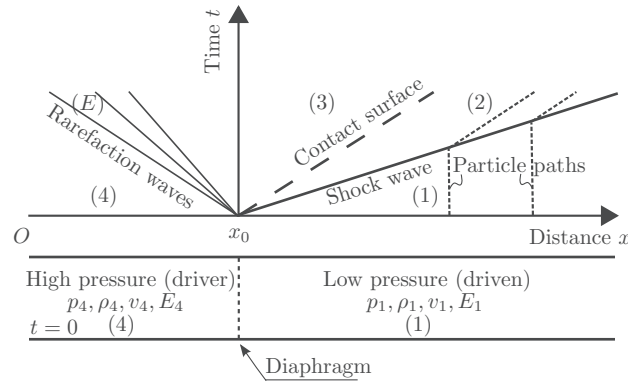 Time t
(E)
(3)
(2)
Rarefaction waves
Contact surface
Shock wave
Particle paths
(4)
(1)
O
x₀
Distance x
High pressure (driver)
p₄, ρ₄, v₄, E₄
t = 0 (4)
Low pressure (driven)
p₁, ρ₁, v₁, E₁
(1)
Diaphragm